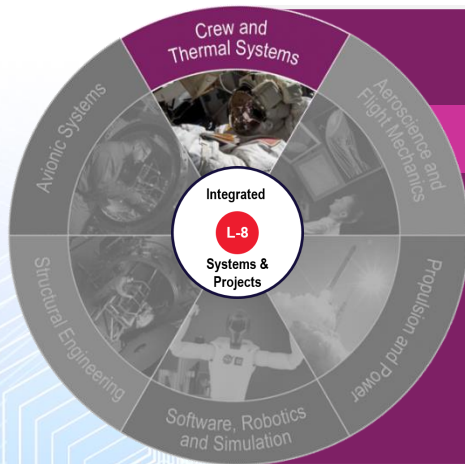 Crew and
Thermal Systems
Aeroscience and
Flight Mechanics
Propulsion and Power
Software, Robotics
and Simulation
Structural Engineering
Avionic Systems
Integrated
L-8
Systems &
Projects